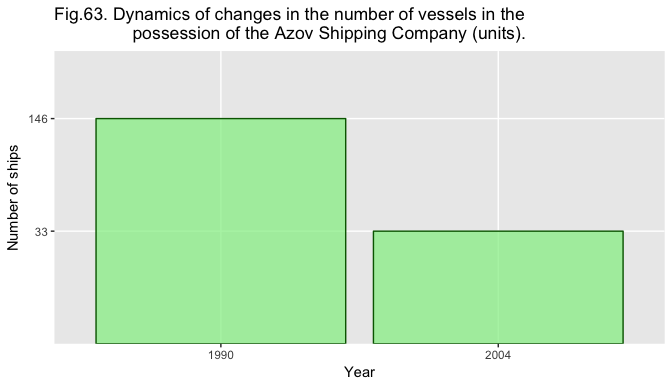 Fig.63. Dynamics of changes in the number of vessels in the
possession of the Azov Shipping Company (units).
Number of ships
146
33
1990
2004
Year